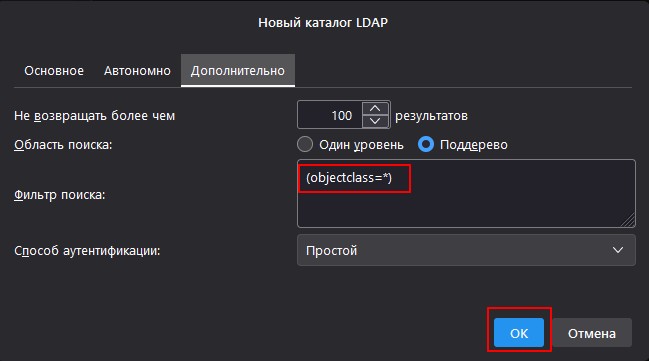 Новый каталог LDAP
Основное Автономно Дополнительно
Не возвращать более чем 100 результатов
Область поиска: Один уровень Поддерево
Фильтр поиска: (objectclass=*)
Способ аутентификации: Простой
ОК Отмена